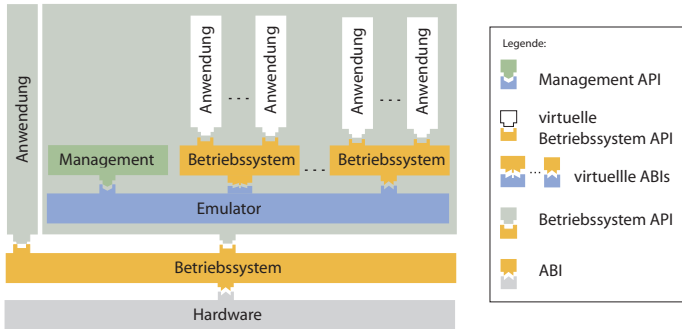 Anwendung
Anwendung
Anwendung
Anwendung
Anwendung
...
...
Management
Betriebssystem
...
Betriebssystem
Emulator
Betriebssystem
Hardware
Legende:
Management API
virtuelle
Betriebssystem API
...
virtuellle ABIs
Betriebssystem API
ABI